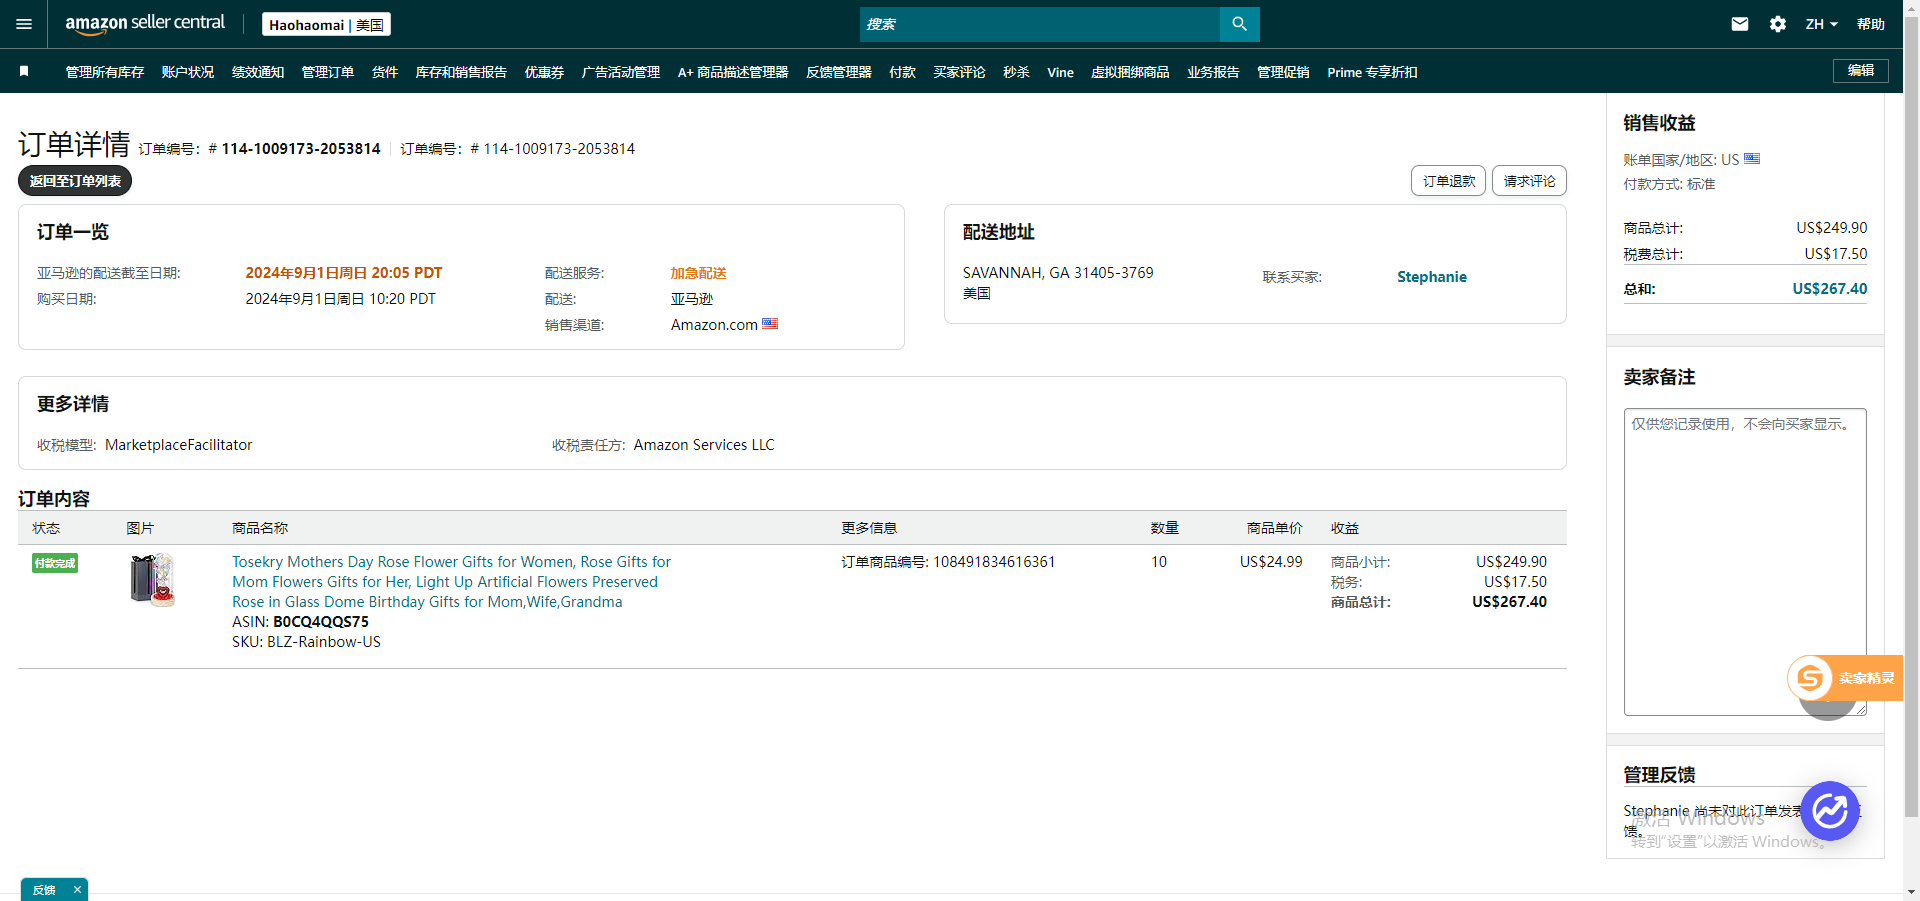 amazon seller central
Haohaomai | 美国
搜索
ZH
帮助
管理所有库存 账户状况 绩效通知 管理订单 货件 库存和销售报告 优惠券 广告活动管理 A+ 商品描述管理器 反馈管理器 付款 买家评论 秒杀 Vine 虚拟捆绑商品 业务报告 管理促销 Prime 专享折扣
编辑
订单详情 订单编号: # 114-1009173-2053814 订单编号: # 114-1009173-2053814
返回至订单列表
订单退款
请求评论
订单一览
亚马逊的配送截至日期: 2024年9月1日周日 20:05 PDT
购买日期: 2024年9月1日周日 10:20 PDT
配送服务: 加急配送
配送: 亚马逊
销售渠道: Amazon.com
配送地址
SAVANNAH, GA 31405-3769
美国
联系买家: Stephanie
更多详情
收税模型: MarketplaceFacilitator
收税责任方: Amazon Services LLC
订单内容
状态 图片 商品名称 更多信息 数量 商品单价 收益
付款完成
Tosekry Mothers Day Rose Flower Gifts for Women, Rose Gifts for
Mom Flowers Gifts for Her, Light Up Artificial Flowers Preserved
Rose in Glass Dome Birthday Gifts for Mom,Wife,Grandma
ASIN: B0CQ4QQS75
SKU: BLZ-Rainbow-US
订单商品编号: 108491834616361
10
US$24.99
商品小计: US$249.90
税务: US$17.50
商品总计: US$267.40
销售收益
账单国家/地区: US
付款方式: 标准
商品总计: US$249.90
税费总计: US$17.50
总和: US$267.40
卖家备注
仅供您记录使用，不会向买家显示。
卖家精灵
管理反馈
Stephanie 尚未对此订单发表
馈。
激活 Windows
转到"设置"以激活 Windows。
反馈 ×